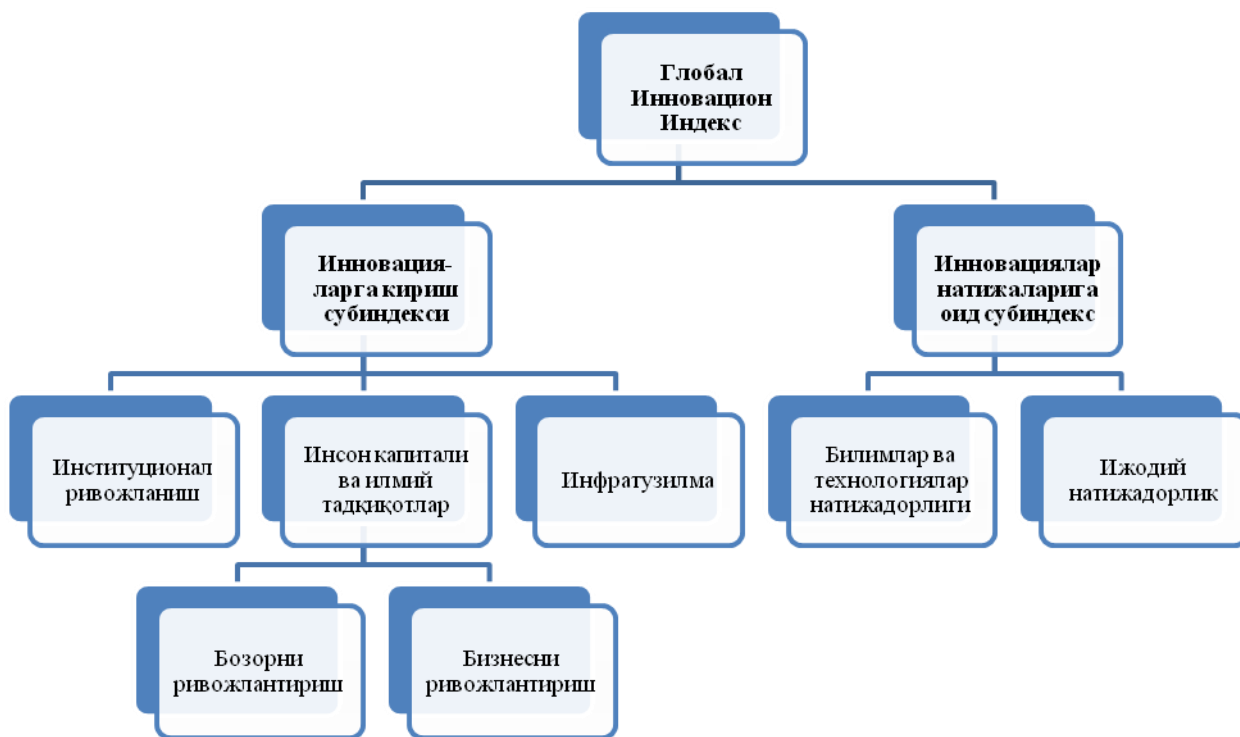 Глобал
Инновацион
Индекс
Инновация-
ларга кириш
субиндекси
Инновациялар
натижаларига
оид субиндекс
Институционал
ривожланиш
Инсон капитали
ва илмий
тадқиқотлар
Инфратузилма
Билимлар ва
технологиялар
натижадорлиги
Ижодий
натижадорлик
Бозорни
ривожлантириш
Бизнесни
ривожлантириш